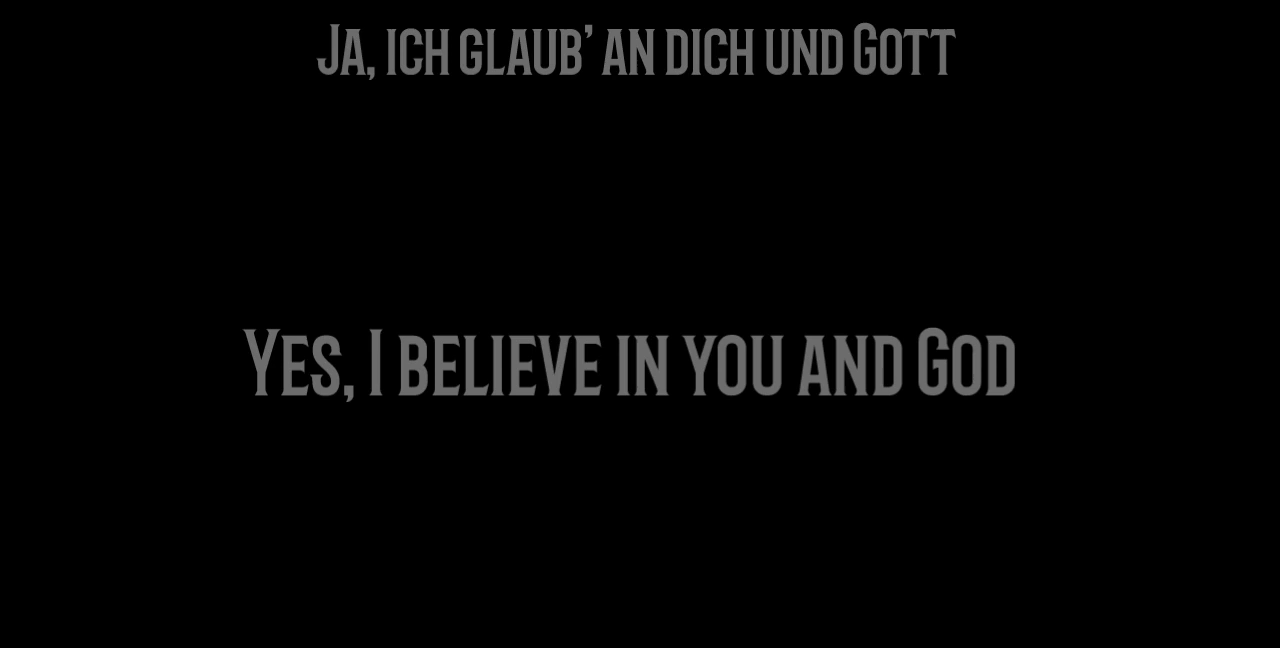 Ja, ich glaub’ an dich und Gott
Yes, I believe in you and God